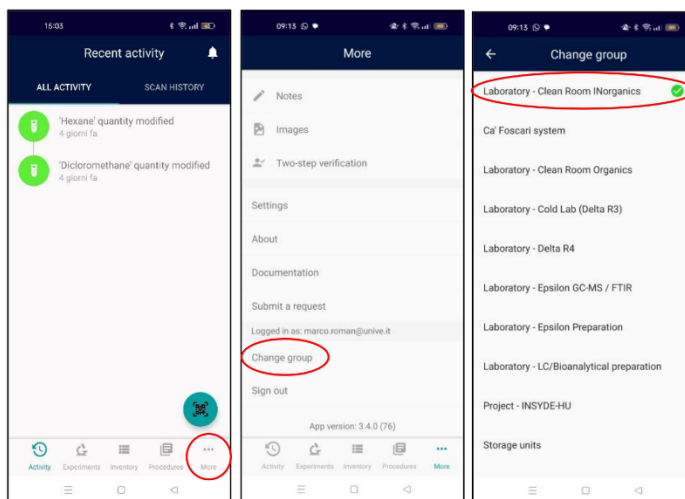 15:03
Recent activity
ALL ACTIVITY
SCAN HISTORY
'Hexane' quantity modified
4 giorni fa
'Dicloromethane' quantity modified
4 giorni fa
Activity
Experiments
Inventory
Procedures
More
09:13
More
Notes
Images
Two-step verification
Settings
About
Documentation
Submit a request
Logged in as: marco.roman@unive.it
Change group
Sign out
App version: 3.4.0 (76)
Activity
Experiments
Inventory
Procedures
More
09:13
Change group
Laboratory - Clean Room INorganics
Ca' Foscari system
Laboratory - Clean Room Organics
Laboratory - Cold Lab (Delta R3)
Laboratory - Delta R4
Laboratory - Epsilon GC-MS / FTIR
Laboratory - Epsilon Preparation
Laboratory - LC/Bioanalytical preparation
Project - INSYDE-HU
Storage units